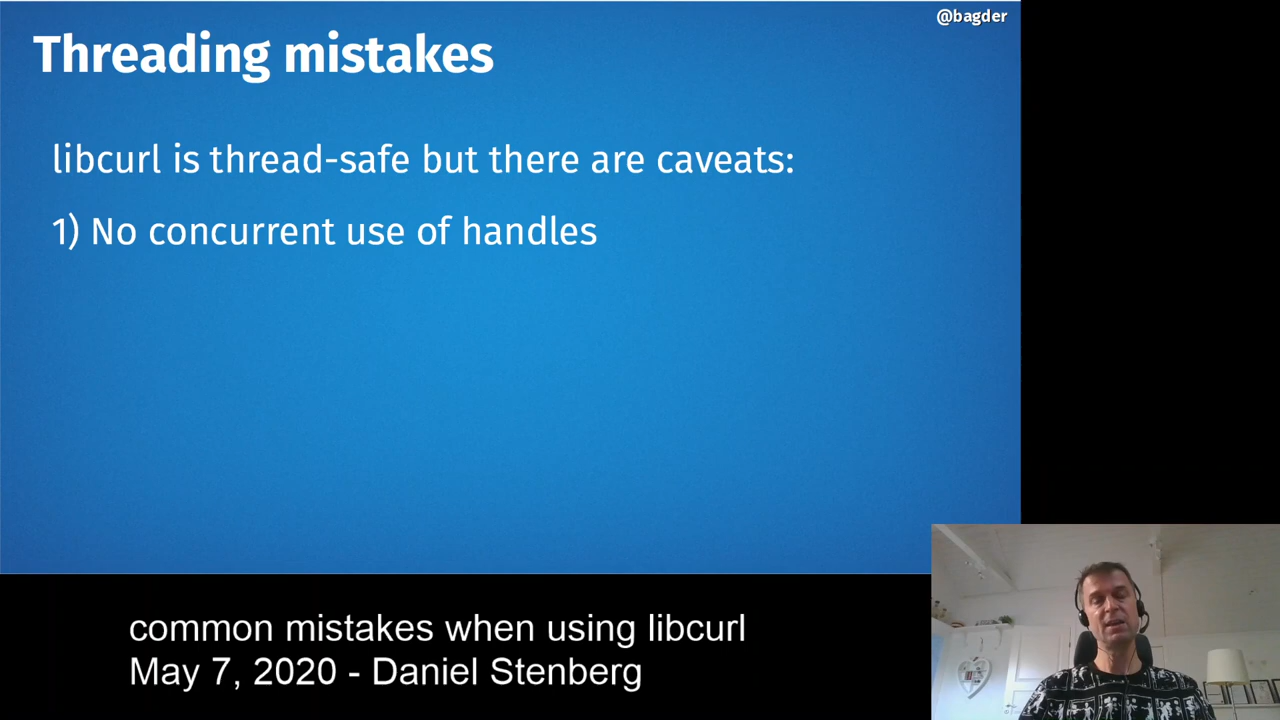 @bagder
Threading mistakes
libcurl is thread-safe but there are caveats:
1) No concurrent use of handles
common mistakes when using libcurl
May 7, 2020 - Daniel Stenberg